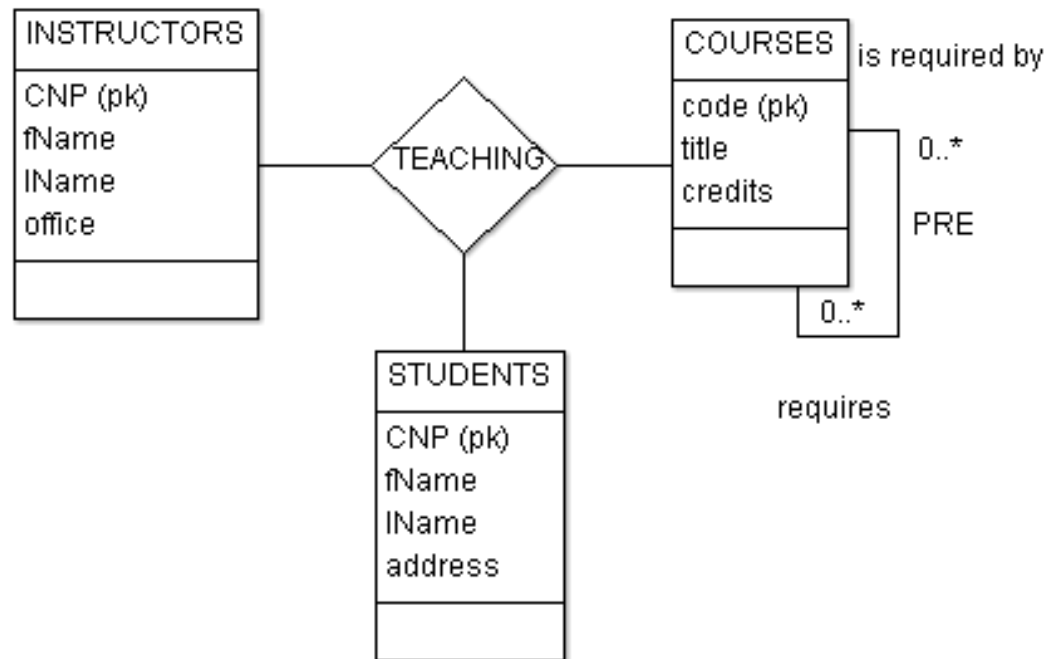 INSTRUCTORS
CNP (pk)
fName
lName
office
TEACHING
COURSES
code (pk)
title
credits
is required by
0..*
PRE
0..*
requires
STUDENTS
CNP (pk)
fName
lName
address